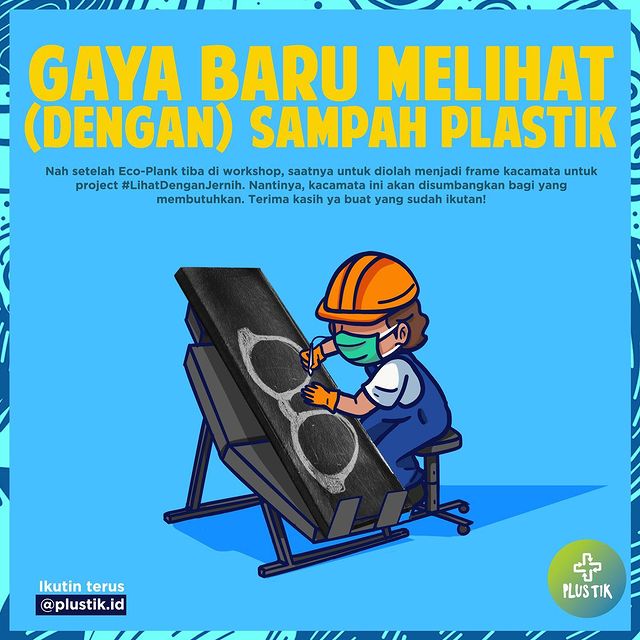 GAYA BARU MELIHAT
(DENGAN) SAMPAH PLASTIK
Nah setelah Eco-Plank tiba di workshop, saatnya untuk diolah menjadi frame kacamata untuk
project #LihatDenganJernih. Nantinya, kacamata ini akan disumbangkan bagi yang
membutuhkan. Terima kasih ya buat yang sudah ikutan!
Ikutin terus
@plustik.id
PLUSTIK